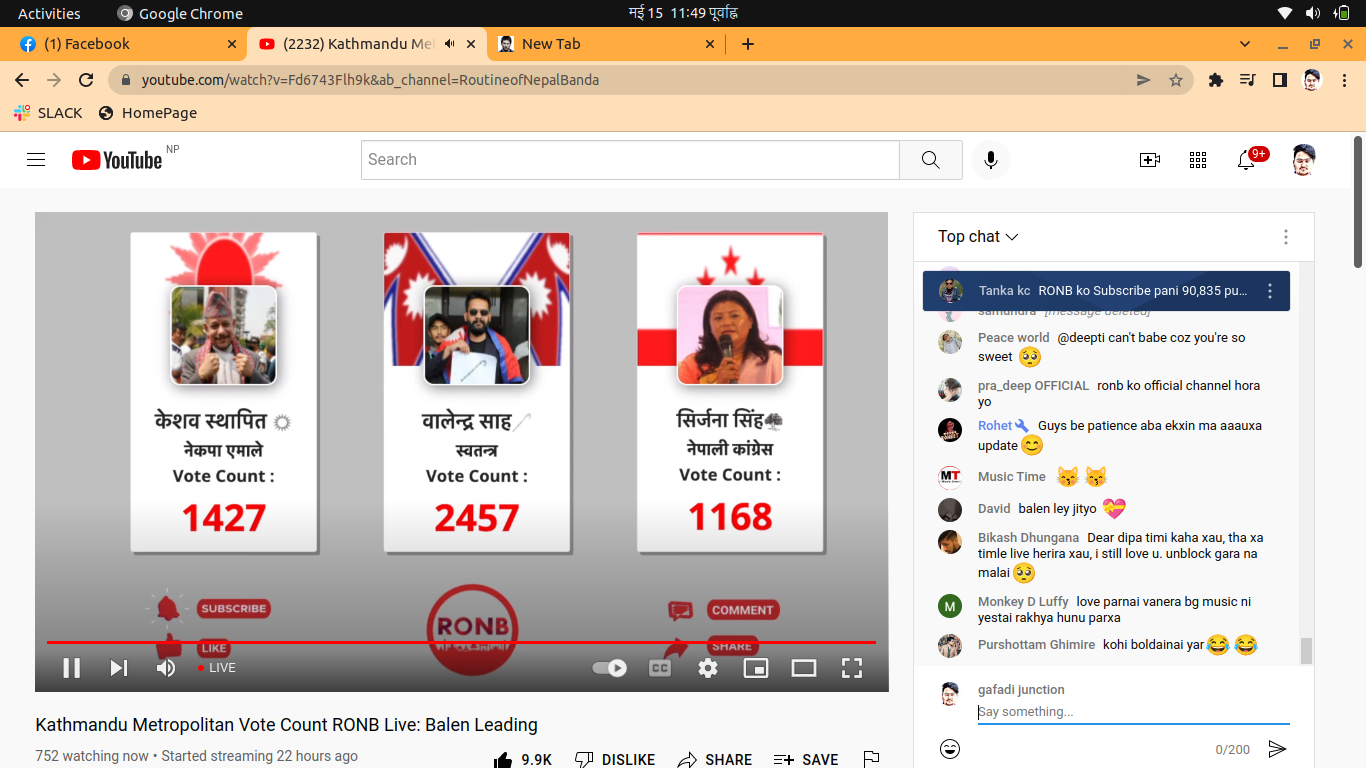 Activities
Google Chrome
मई 15 11:49 पूर्वाह्न
(1) Facebook
(2232) Kathmandu Met
New Tab
youtube.com/watch?v=Fd6743Flh9k&ab_channel=RoutineofNepalBanda
SLACK
HomePage
YouTube NP
Search
9+
केशव स्थापित
नेकपा एमाले
Vote Count :
1427
वालेन्द्र साह
स्वतन्त्र
Vote Count :
2457
सिर्जना सिंह
नेपाली कांग्रेस
Vote Count :
1168
SUBSCRIBE
LIKE
RONB
COMMENT
SHARE
LIVE
CC
Kathmandu Metropolitan Vote Count RONB Live: Balen Leading
752 watching now • Started streaming 22 hours ago
9.9K
DISLIKE
SHARE
SAVE
Top chat
Tanka kc RONB ko Subscribe pani 90,835 pu...
samundra [message deleted]
Peace world @deepti can't babe coz you're so
sweet 🥺
pra_deep OFFICIAL ronb ko official channel hora
yo
Rohet Guys be patience aba ekxin ma aaauxa
update 😊
MT
Music Time 😽 😽
David balen ley jityo 💝
Bikash Dhungana Dear dipa timi kaha xau, tha xa
timle live herira xau, i still love u. unblock gara na
malai 🥺
M
Monkey D Luffy love parnai vanera bg music ni
yestai rakhya hunu parxa
Purshottam Ghimire kohi boldainai yar 😂 😂
gafadi junction
Say something...
0/200